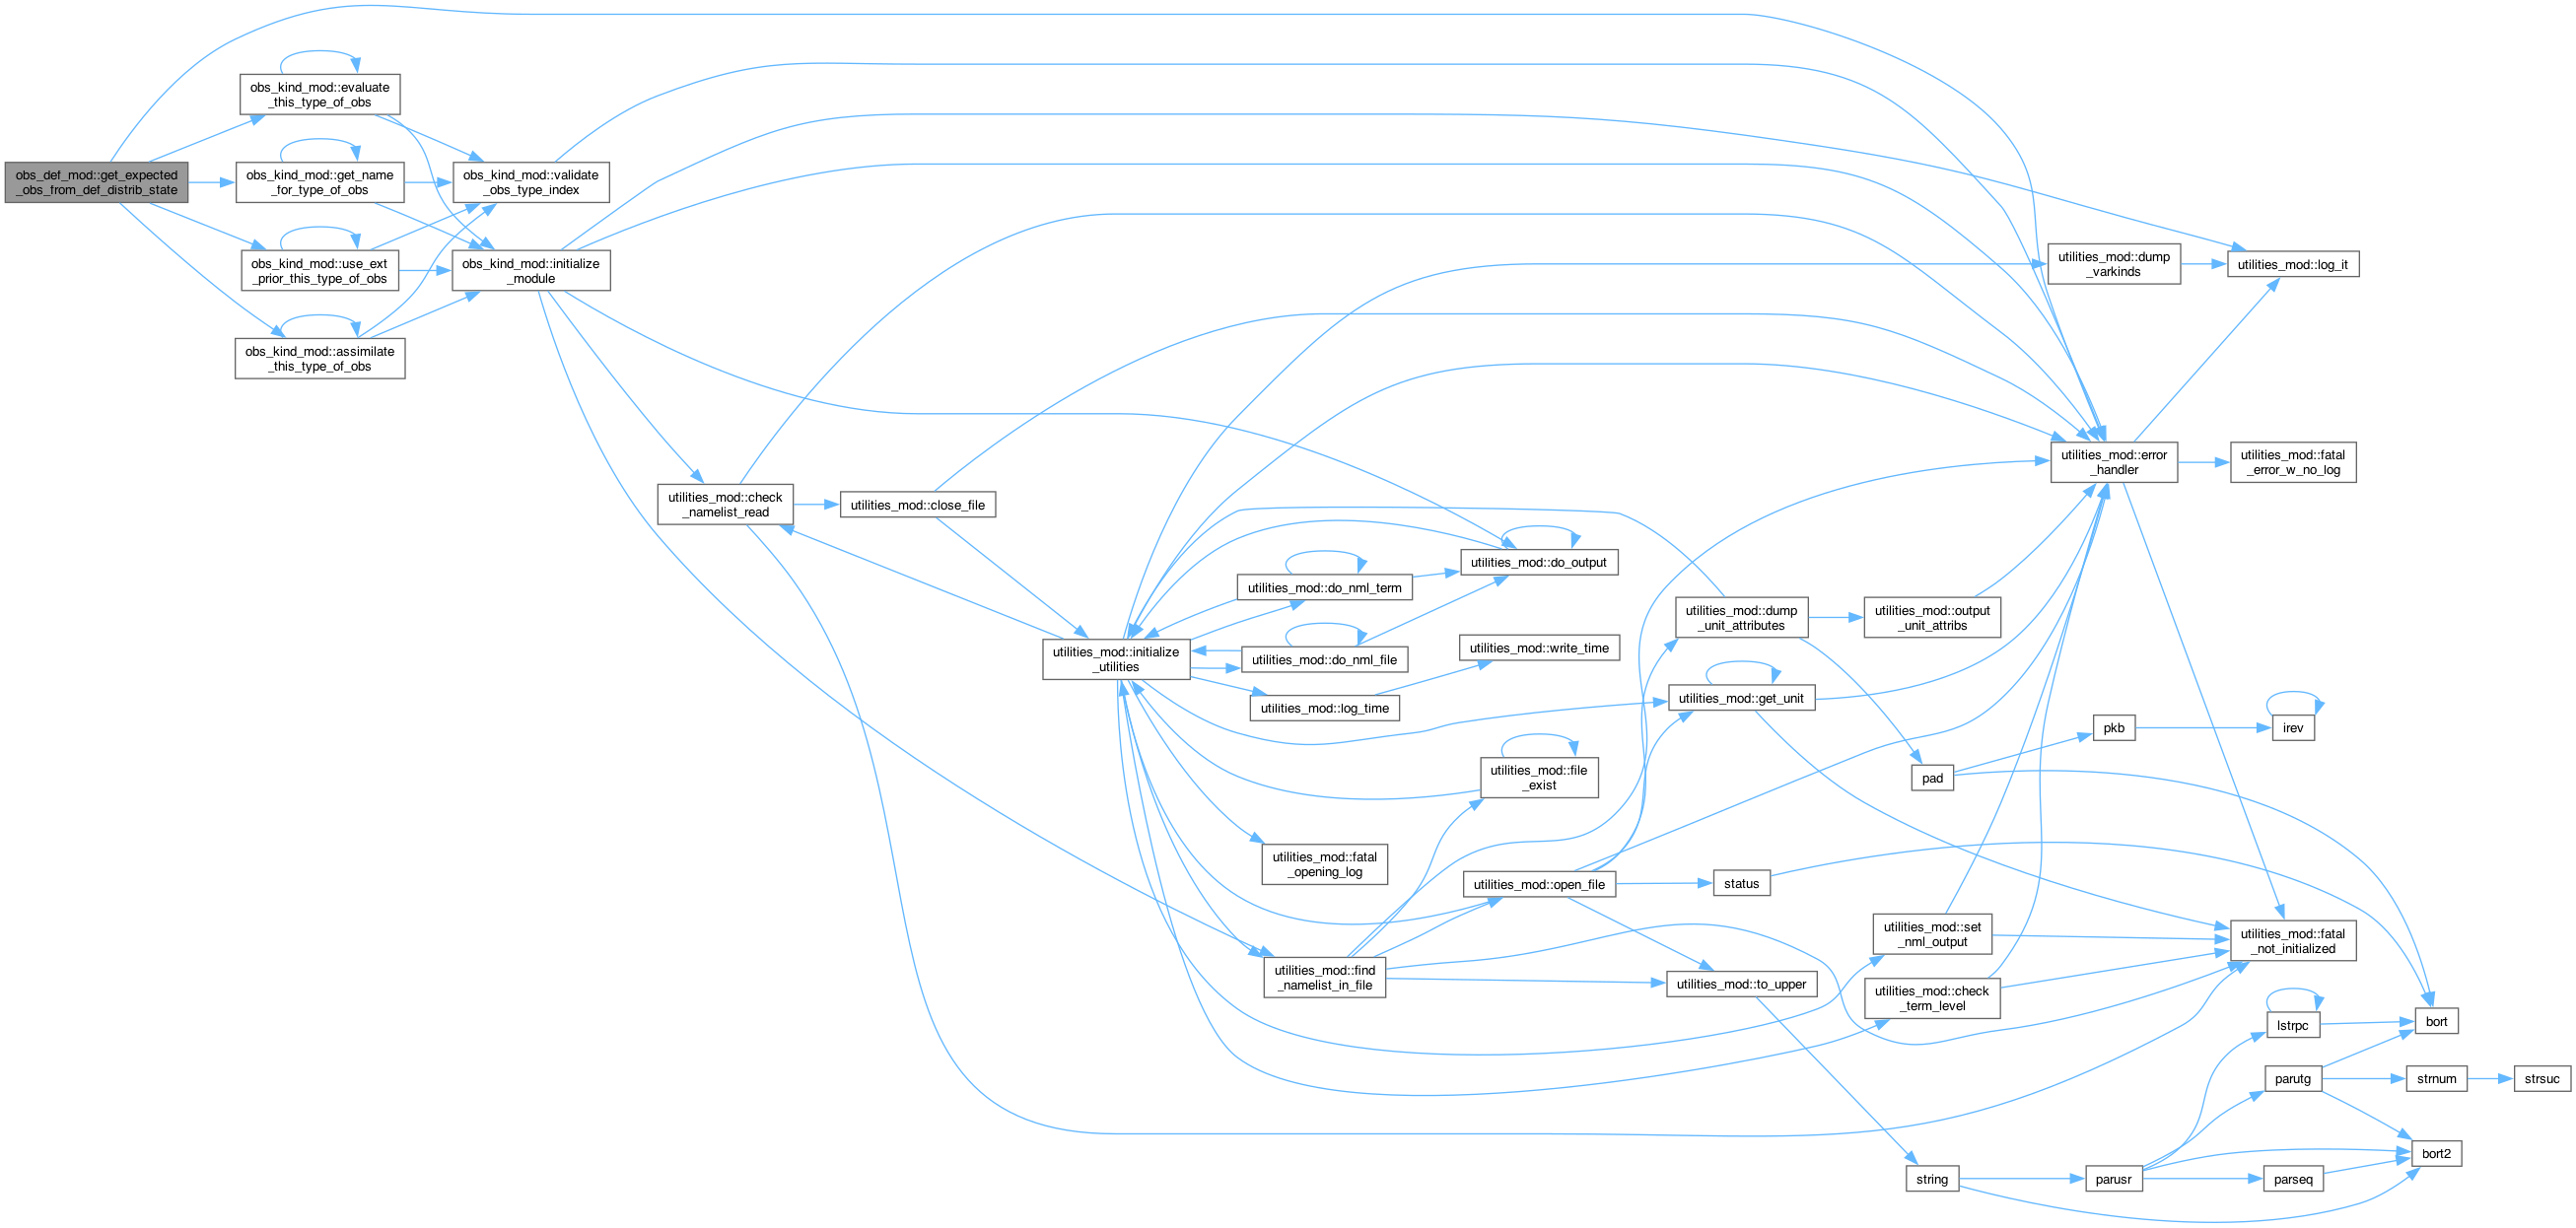 obs_def_mod::get_expected
_obs_from_def_distrib_state
obs_kind_mod::evaluate
_this_type_of_obs
obs_kind_mod::get_name
_for_type_of_obs
obs_kind_mod::use_ext
_prior_this_type_of_obs
obs_kind_mod::assimilate
_this_type_of_obs
obs_kind_mod::validate
_obs_type_index
obs_kind_mod::initialize
_module
utilities_mod::check
_namelist_read
utilities_mod::close_file
utilities_mod::initialize
_utilities
utilities_mod::do_nml_term
utilities_mod::do_nml_file
utilities_mod::log_time
utilities_mod::fatal
_opening_log
utilities_mod::find
_namelist_in_file
utilities_mod::do_output
utilities_mod::write_time
utilities_mod::file
_exist
utilities_mod::open_file
utilities_mod::dump
_unit_attributes
utilities_mod::get_unit
status
utilities_mod::to_upper
utilities_mod::output
_unit_attribs
pad
utilities_mod::set
_nml_output
utilities_mod::check
_term_level
string
utilities_mod::dump
_varkinds
utilities_mod::error
_handler
pkb
parusr
utilities_mod::log_it
utilities_mod::fatal
_error_w_no_log
irev
utilities_mod::fatal
_not_initialized
lstrpc
parutg
parseq
bort
strnum
bort2
strsuc